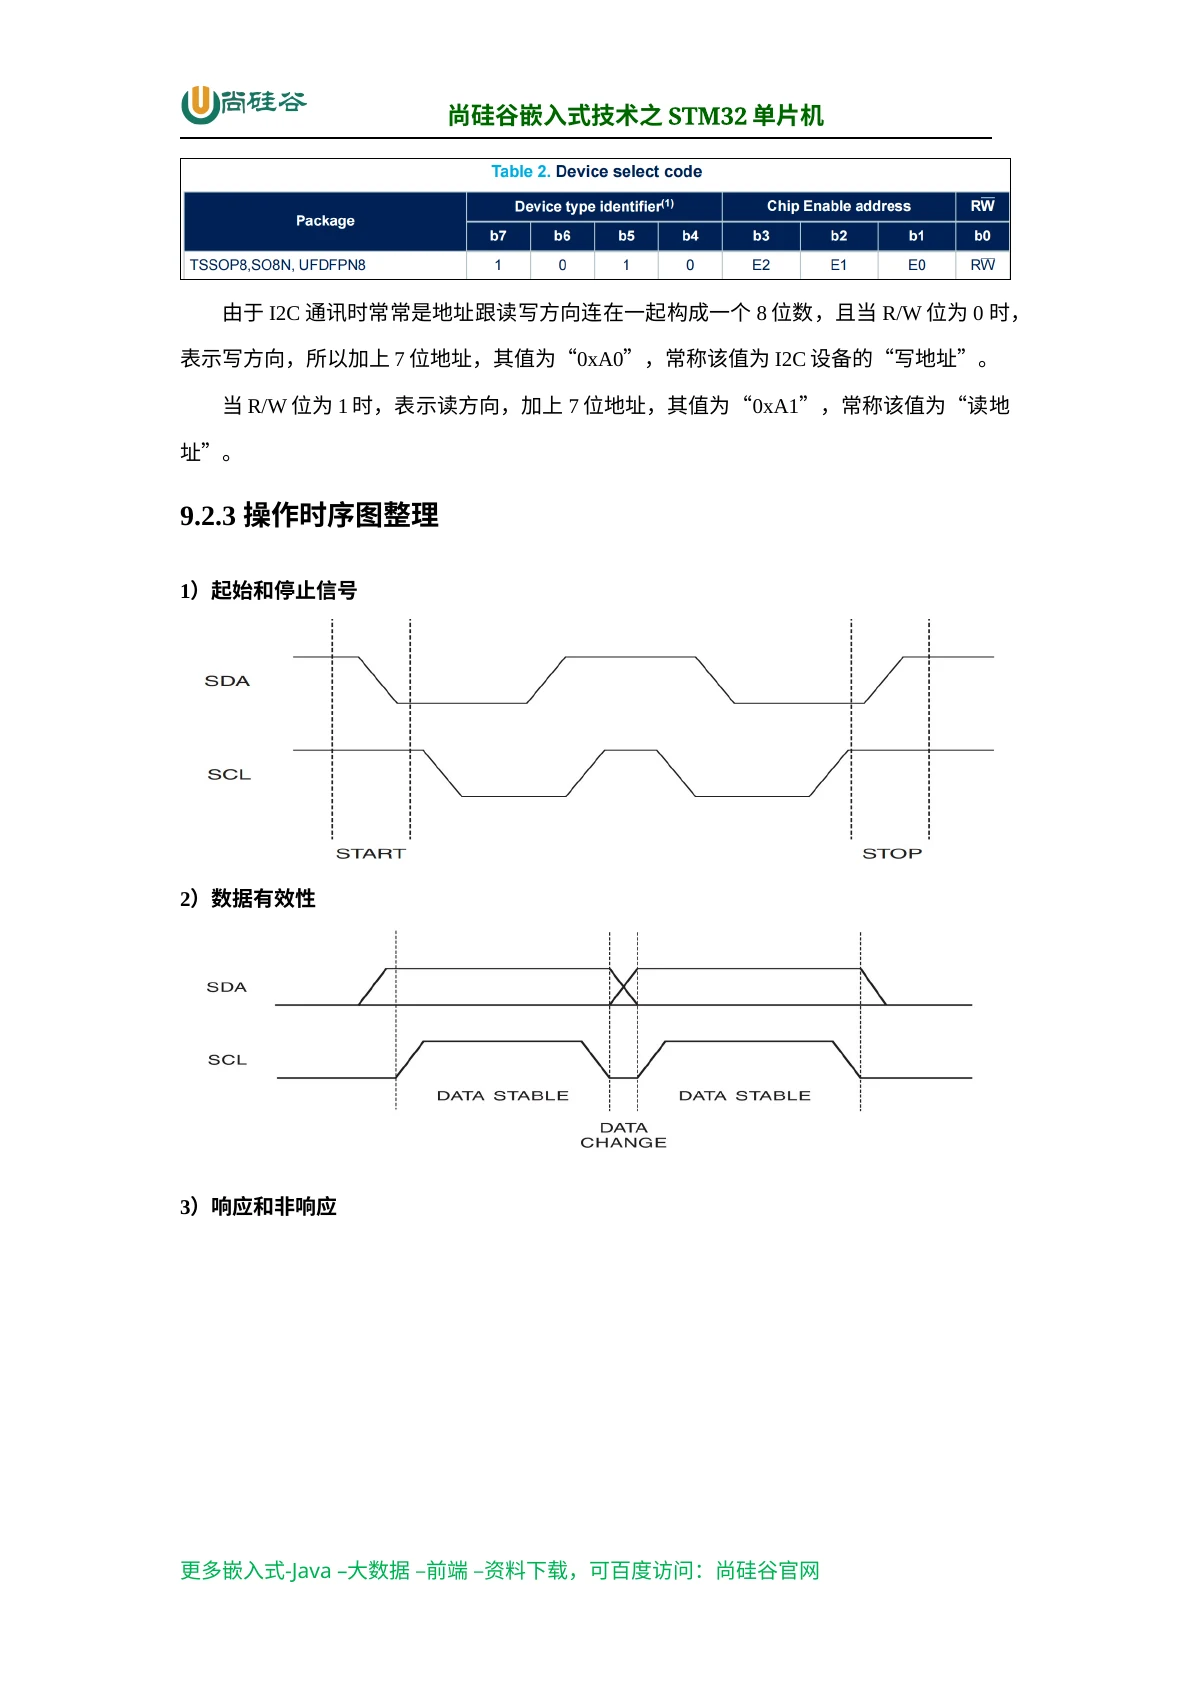 尚硅谷
尚硅谷嵌入式技术之 STM32 单片机
Table 2. Device select code
Package Device type identifier(1) Chip Enable address RW
b7 b6 b5 b4 b3 b2 b1 b0
TSSOP8,SO8N, UFDFPN8 1 0 1 0 E2 E1 E0 RW
由于 I2C 通讯时常常是地址跟读写方向连在一起构成一个 8 位数，且当 R/W 位为 0 时，
表示写方向，所以加上 7 位地址，其值为“0xA0”，常称该值为 I2C 设备的“写地址”。
当 R/W 位为 1 时，表示读方向，加上 7 位地址，其值为“0xA1”，常称该值为“读地
址”。
9.2.3 操作时序图整理
1）起始和停止信号
SDA
SCL
START STOP
2）数据有效性
SDA
SCL
DATA STABLE DATA STABLE
DATA
CHANGE
3）响应和非响应
更多嵌入式-Java –大数据 –前端 –资料下载，可百度访问：尚硅谷官网